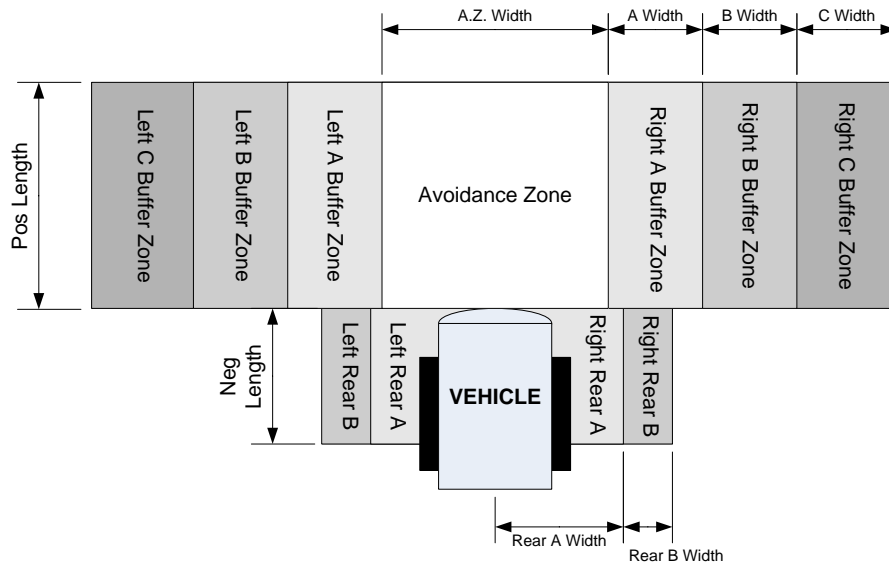 A.Z. Width
A Width
B Width
C Width
Pos Length
Left C Buffer Zone
Left B Buffer Zone
Left A Buffer Zone
Avoidance Zone
Right A Buffer Zone
Right B Buffer Zone
Right C Buffer Zone
Neg
Length
Left Rear B
Left Rear A
VEHICLE
Right Rear A
Right Rear B
Rear A Width
Rear B Width